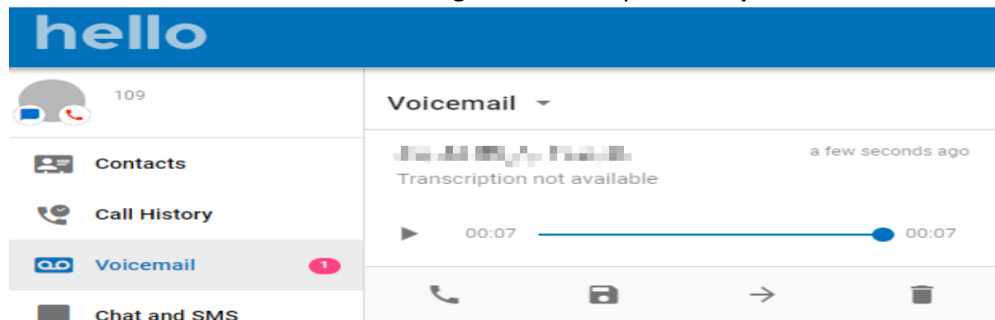 hello
109
Contacts
Call History
Voicemail 1
Chat and SMS
Voicemail
a few seconds ago
Transcription not available
00:07 00:07